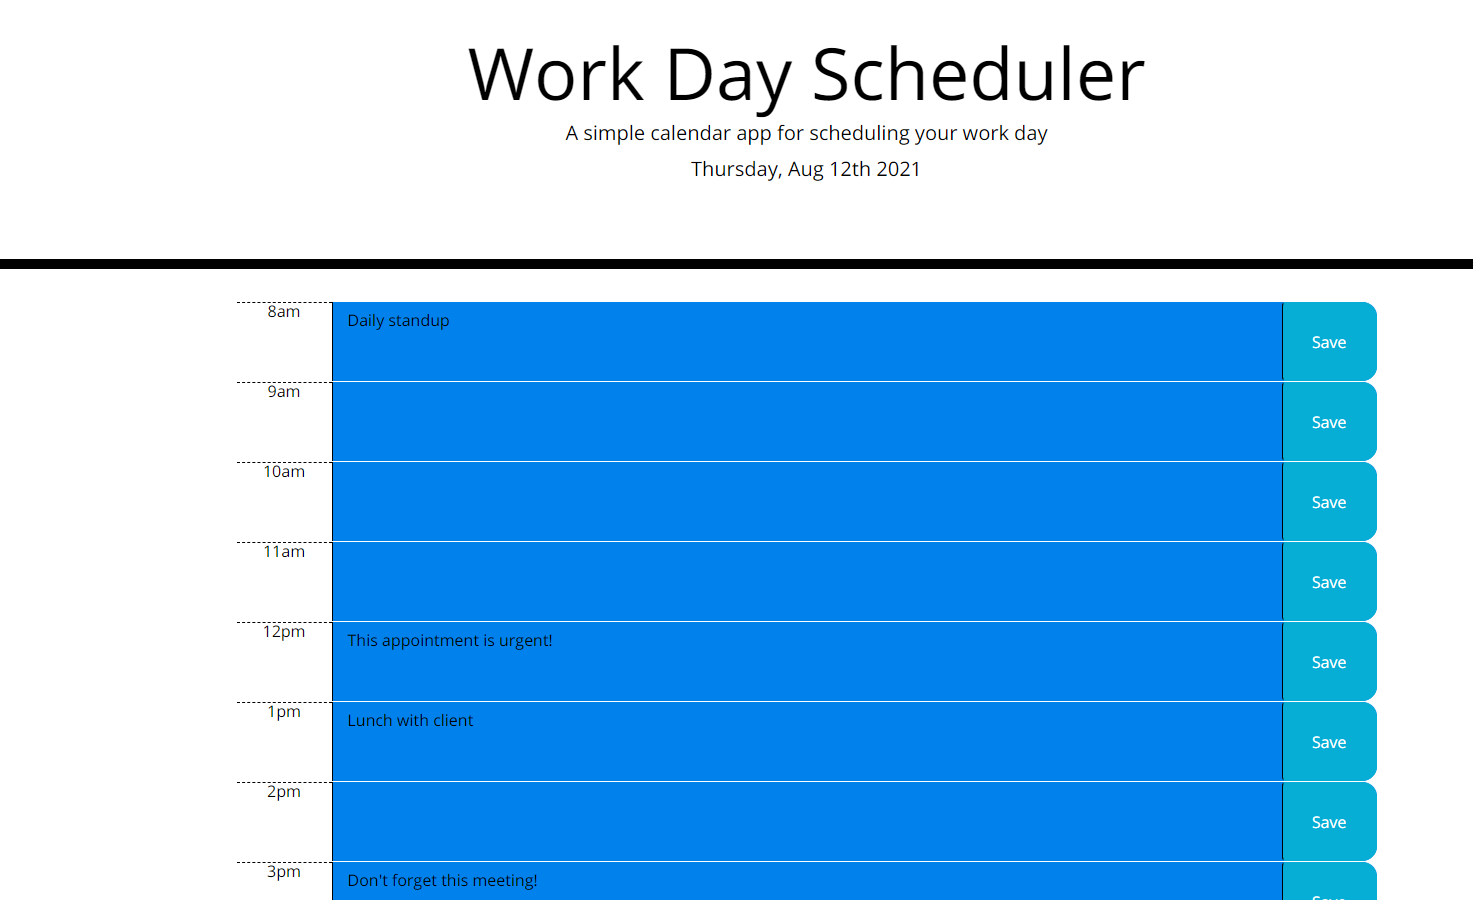 Work Day Scheduler
A simple calendar app for scheduling your work day
Thursday, Aug 12th 2021
8am Daily standup Save
9am Save
10am Save
11am Save
12pm This appointment is urgent! Save
1pm Lunch with client Save
2pm Save
3pm Don't forget this meeting!